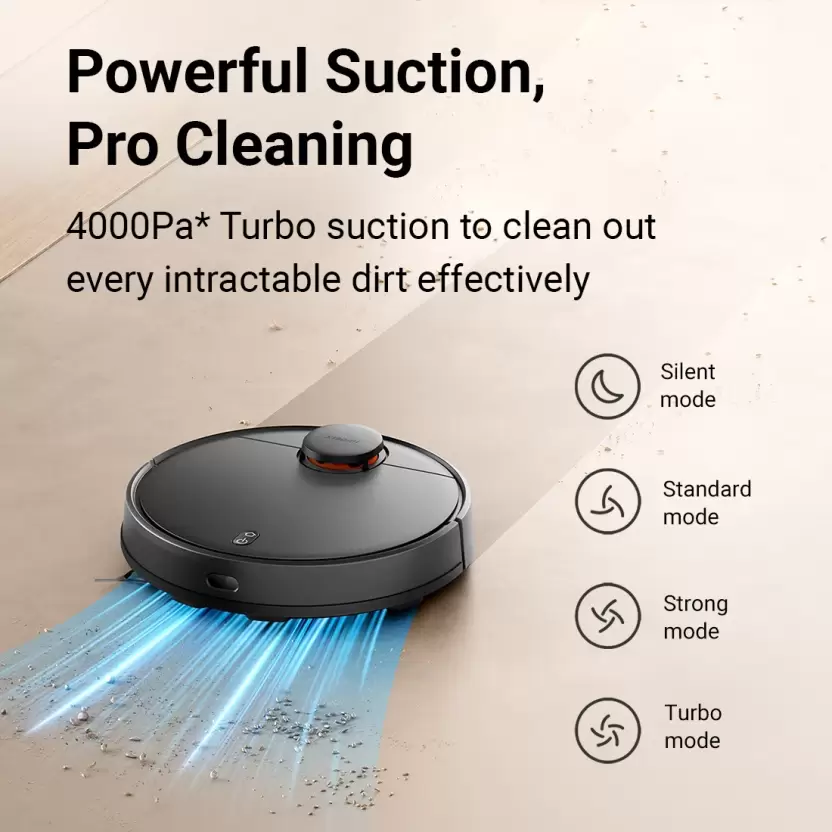 Powerful Suction,
Pro Cleaning
4000Pa* Turbo suction to clean out
every intractable dirt effectively
Silent
mode
Standard
mode
Strong
mode
Turbo
mode